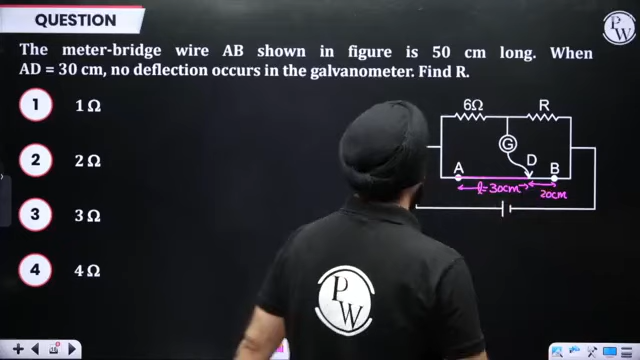 QUESTION
The meter-bridge wire AB shown in figure is 50 cm long. When
AD = 30 cm, no deflection occurs in the galvanometer. Find R.
1 1 Ω
2 2 Ω
3 3 Ω
4 4 Ω
6Ω R
G
D
A B
l = 30cm
20cm
PW
PW